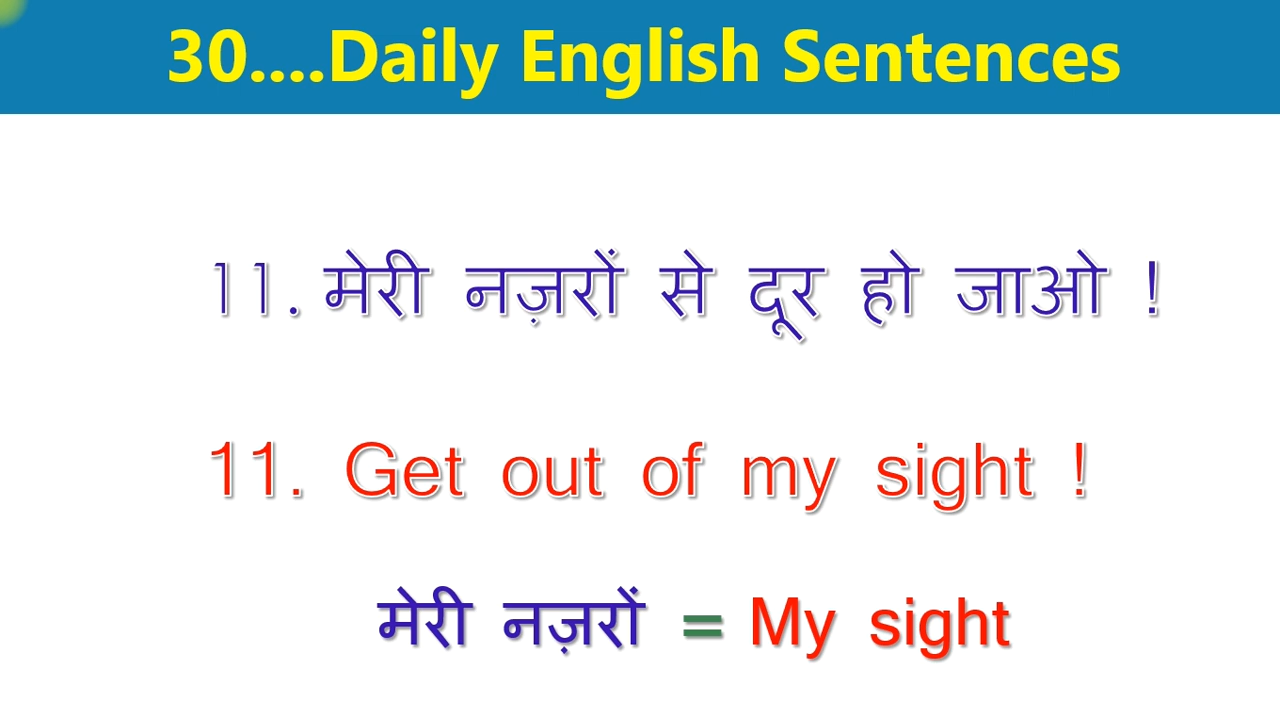 30....Daily English Sentences
11. मेरी नज़रों से दूर हो जाओ !
11. Get out of my sight !
मेरी नज़रों = My sight